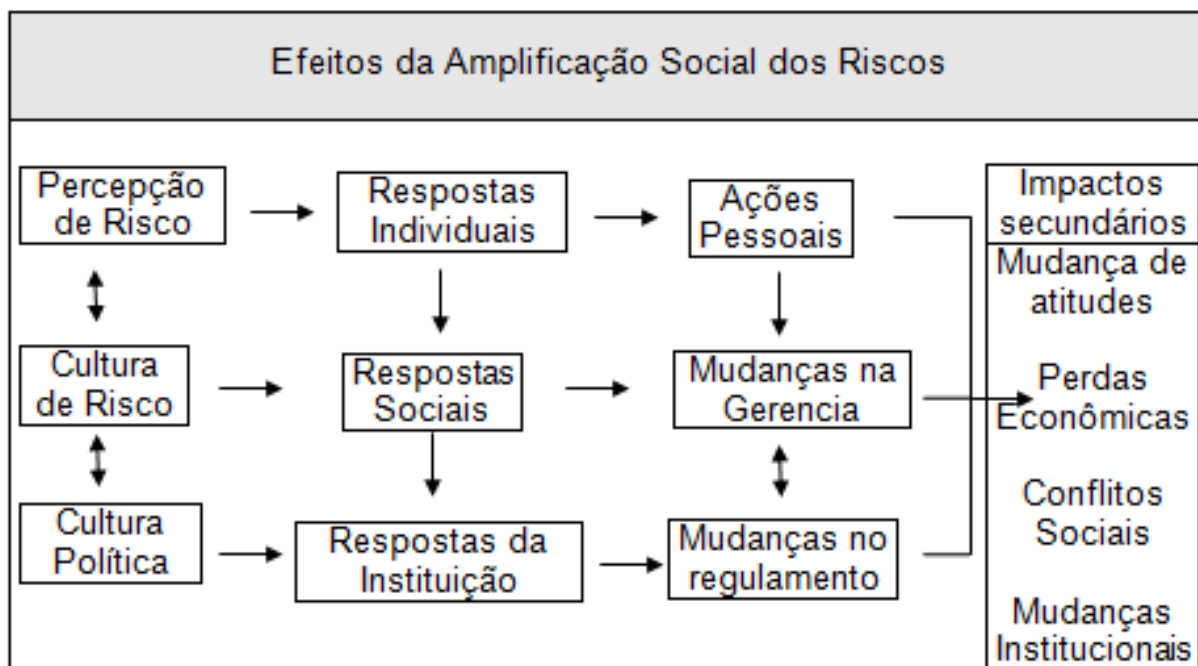 Efeitos da Amplificação Social dos Riscos
Percepção
de Risco
Respostas
Individuais
Ações
Pessoais
Impactos
secundários
Mudança de
atitudes
Cultura
de Risco
Respostas
Sociais
Mudanças na
Gerencia
Perdas
Econômicas
Cultura
Política
Respostas da
Instituição
Mudanças no
regulamento
Conflitos
Sociais
Mudanças
Institucionais